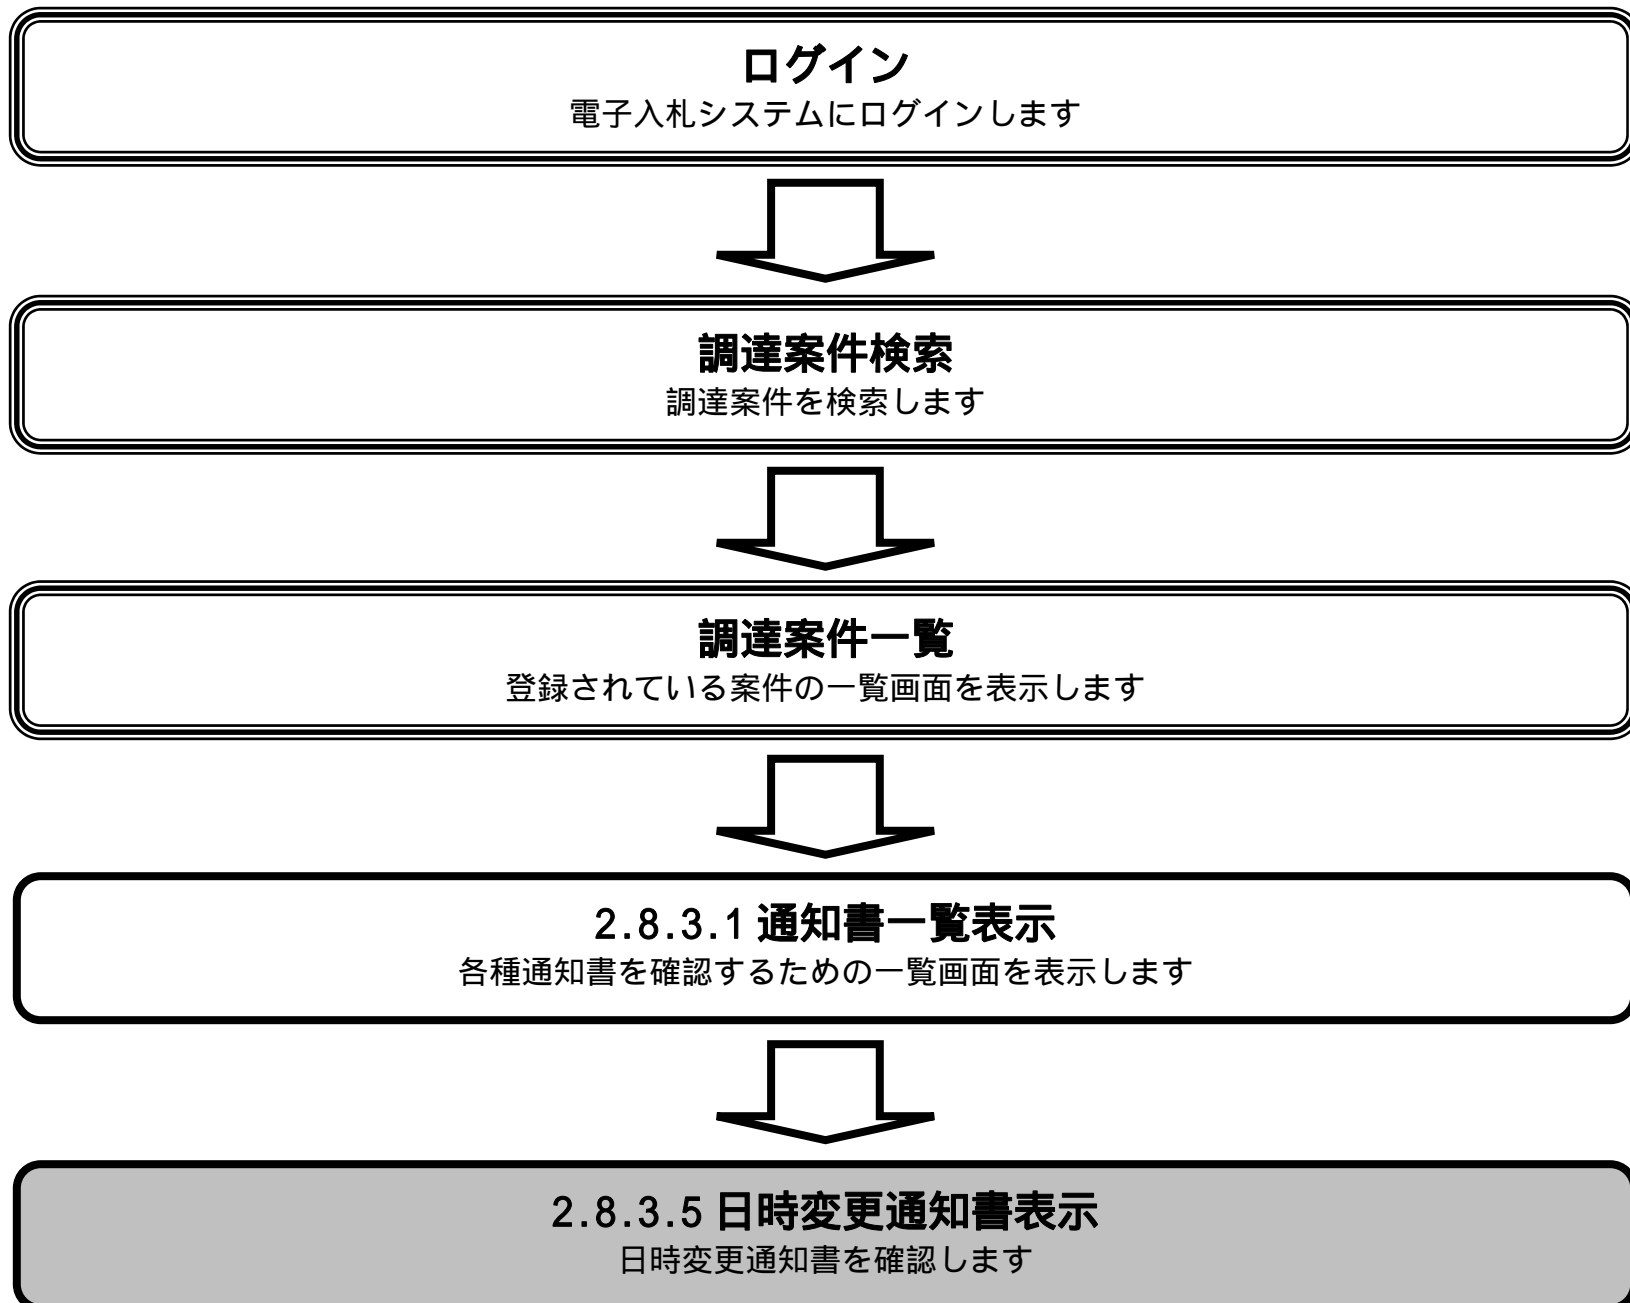 ログイン
電子入札システムにログインします
調達案件検索
調達案件を検索します
調達案件一覧
登録されている案件の一覧画面を表示します
2.8.3.1 通知書一覧表示
各種通知書を確認するための一覧画面を表示します
2.8.3.5 日時変更通知書表示
日時変更通知書を確認します